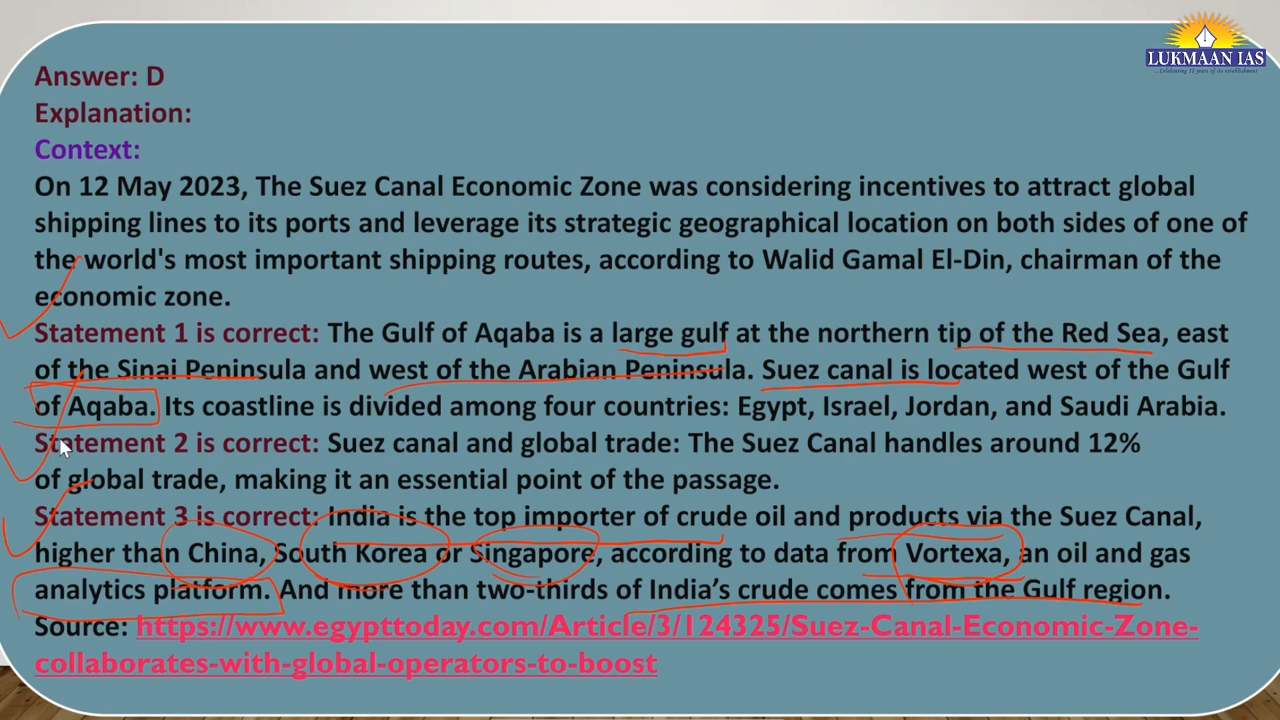 LUKMAAN IAS
...Celebrating 12 years of its establishment
Answer: D
Explanation:
Context:
On 12 May 2023, The Suez Canal Economic Zone was considering incentives to attract global
shipping lines to its ports and leverage its strategic geographical location on both sides of one of
the world's most important shipping routes, according to Walid Gamal El-Din, chairman of the
economic zone.
Statement 1 is correct: The Gulf of Aqaba is a large gulf at the northern tip of the Red Sea, east
of the Sinai Peninsula and west of the Arabian Peninsula. Suez canal is located west of the Gulf
of Aqaba. Its coastline is divided among four countries: Egypt, Israel, Jordan, and Saudi Arabia.
Statement 2 is correct: Suez canal and global trade: The Suez Canal handles around 12%
of global trade, making it an essential point of the passage.
Statement 3 is correct: India is the top importer of crude oil and products via the Suez Canal,
higher than China, South Korea or Singapore, according to data from Vortexa, an oil and gas
analytics platform. And more than two-thirds of India’s crude comes from the Gulf region.
Source: https://www.egypttoday.com/Article/3/124325/Suez-Canal-Economic-Zone-
collaborates-with-global-operators-to-boost